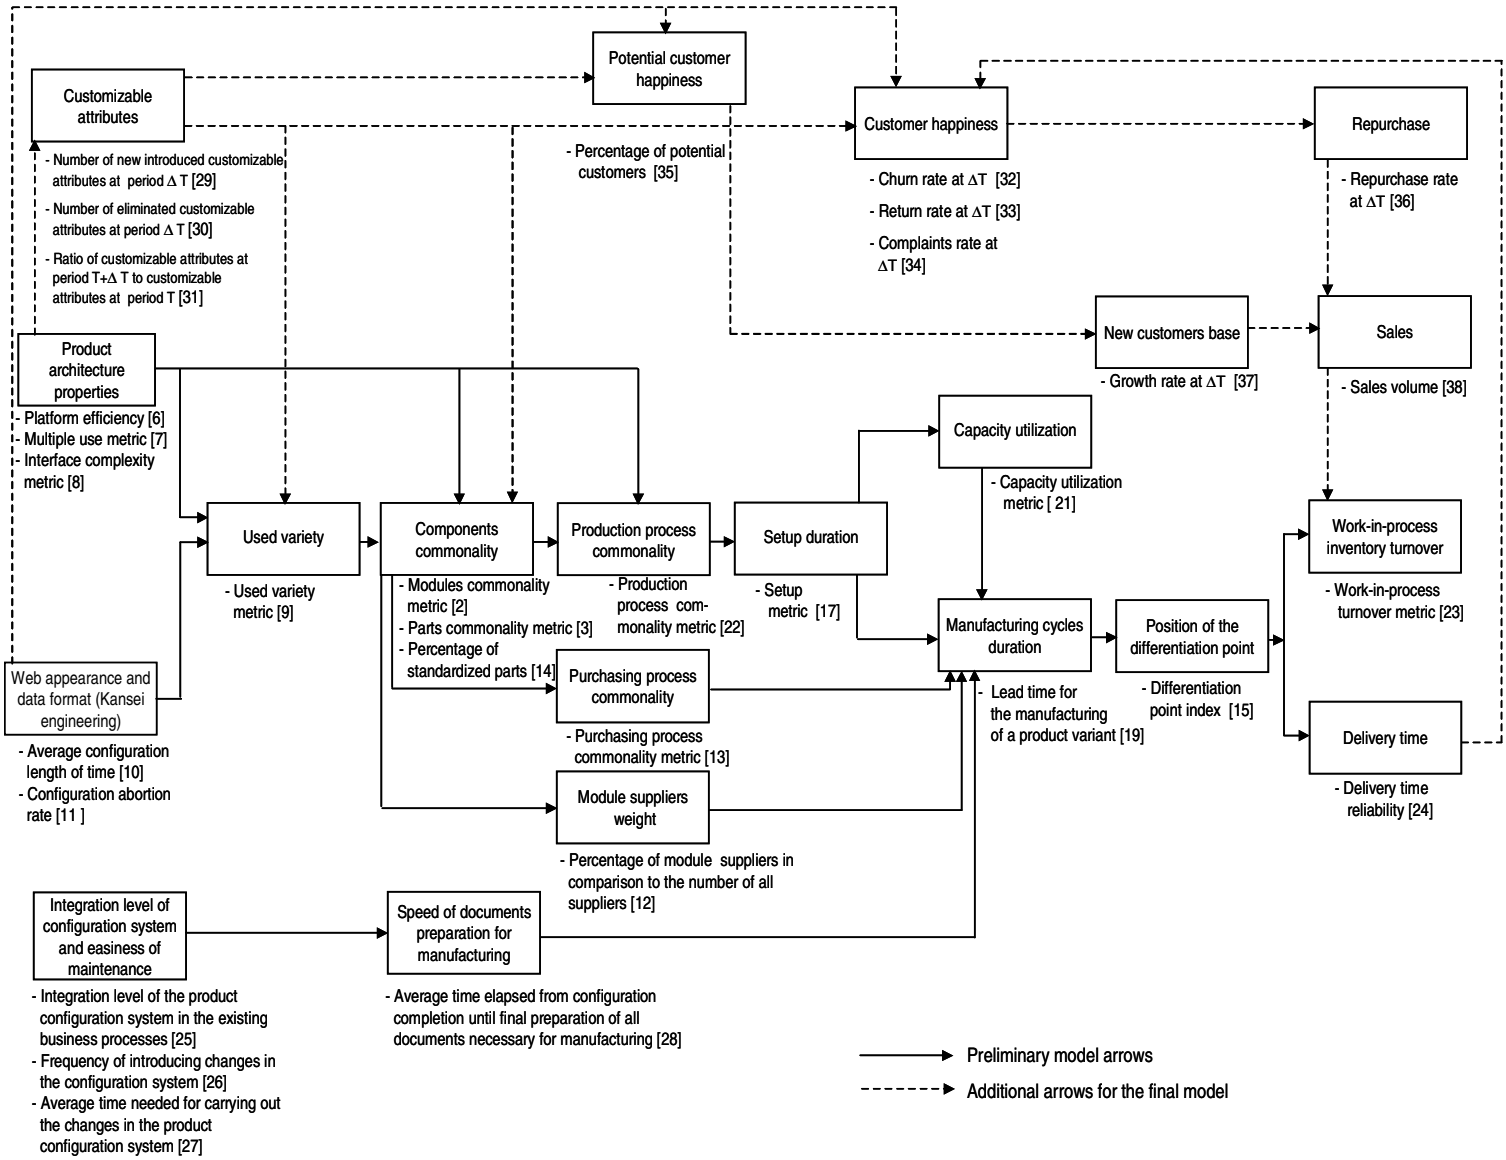 Potential customer
happiness
Customizable
attributes
Customer happiness
Repurchase
- Number of new introduced customizable
attributes at period Δ T [29]
- Number of eliminated customizable
attributes at period Δ T [30]
- Ratio of customizable attributes at
period T+Δ T to customizable
attributes at period T [31]
- Percentage of potential
customers [35]
- Churn rate at ΔT [32]
- Return rate at ΔT [33]
- Complaints rate at
ΔT [34]
- Repurchase rate
at ΔT [36]
New customers base
Sales
- Growth rate at ΔT [37]
- Sales volume [38]
Product
architecture
properties
- Platform efficiency [6]
- Multiple use metric [7]
- Interface complexity
metric [8]
Capacity utilization
- Capacity utilization
metric [ 21]
Used variety
- Used variety
metric [9]
Components
commonality
- Modules commonality
metric [2]
- Parts commonality metric [3]
- Percentage of
standardized parts [14]
Production process
commonality
- Production
process com-
monality metric [22]
Setup duration
- Setup
metric [17]
Work-in-process
inventory turnover
- Work-in-process
turnover metric [23]
Manufacturing cycles
duration
- Lead time for
the manufacturing
of a product variant [19]
Position of the
differentiation point
- Differentiation
point index [15]
Web appearance and
data format (Kansei
engineering)
- Average configuration
length of time [10]
- Configuration abortion
rate [11 ]
Purchasing process
commonality
- Purchasing process
commonality metric [13]
Delivery time
- Delivery time
reliability [24]
Module suppliers
weight
- Percentage of module suppliers in
comparison to the number of all
suppliers [12]
Integration level of
configuration system
and easiness of
maintenance
- Integration level of the product
configuration system in the existing
business processes [25]
- Frequency of introducing changes in
the configuration system [26]
- Average time needed for carrying out
the changes in the product
configuration system [27]
Speed of documents
preparation for
manufacturing
- Average time elapsed from configuration
completion until final preparation of all
documents necessary for manufacturing [28]
Preliminary model arrows
Additional arrows for the final model